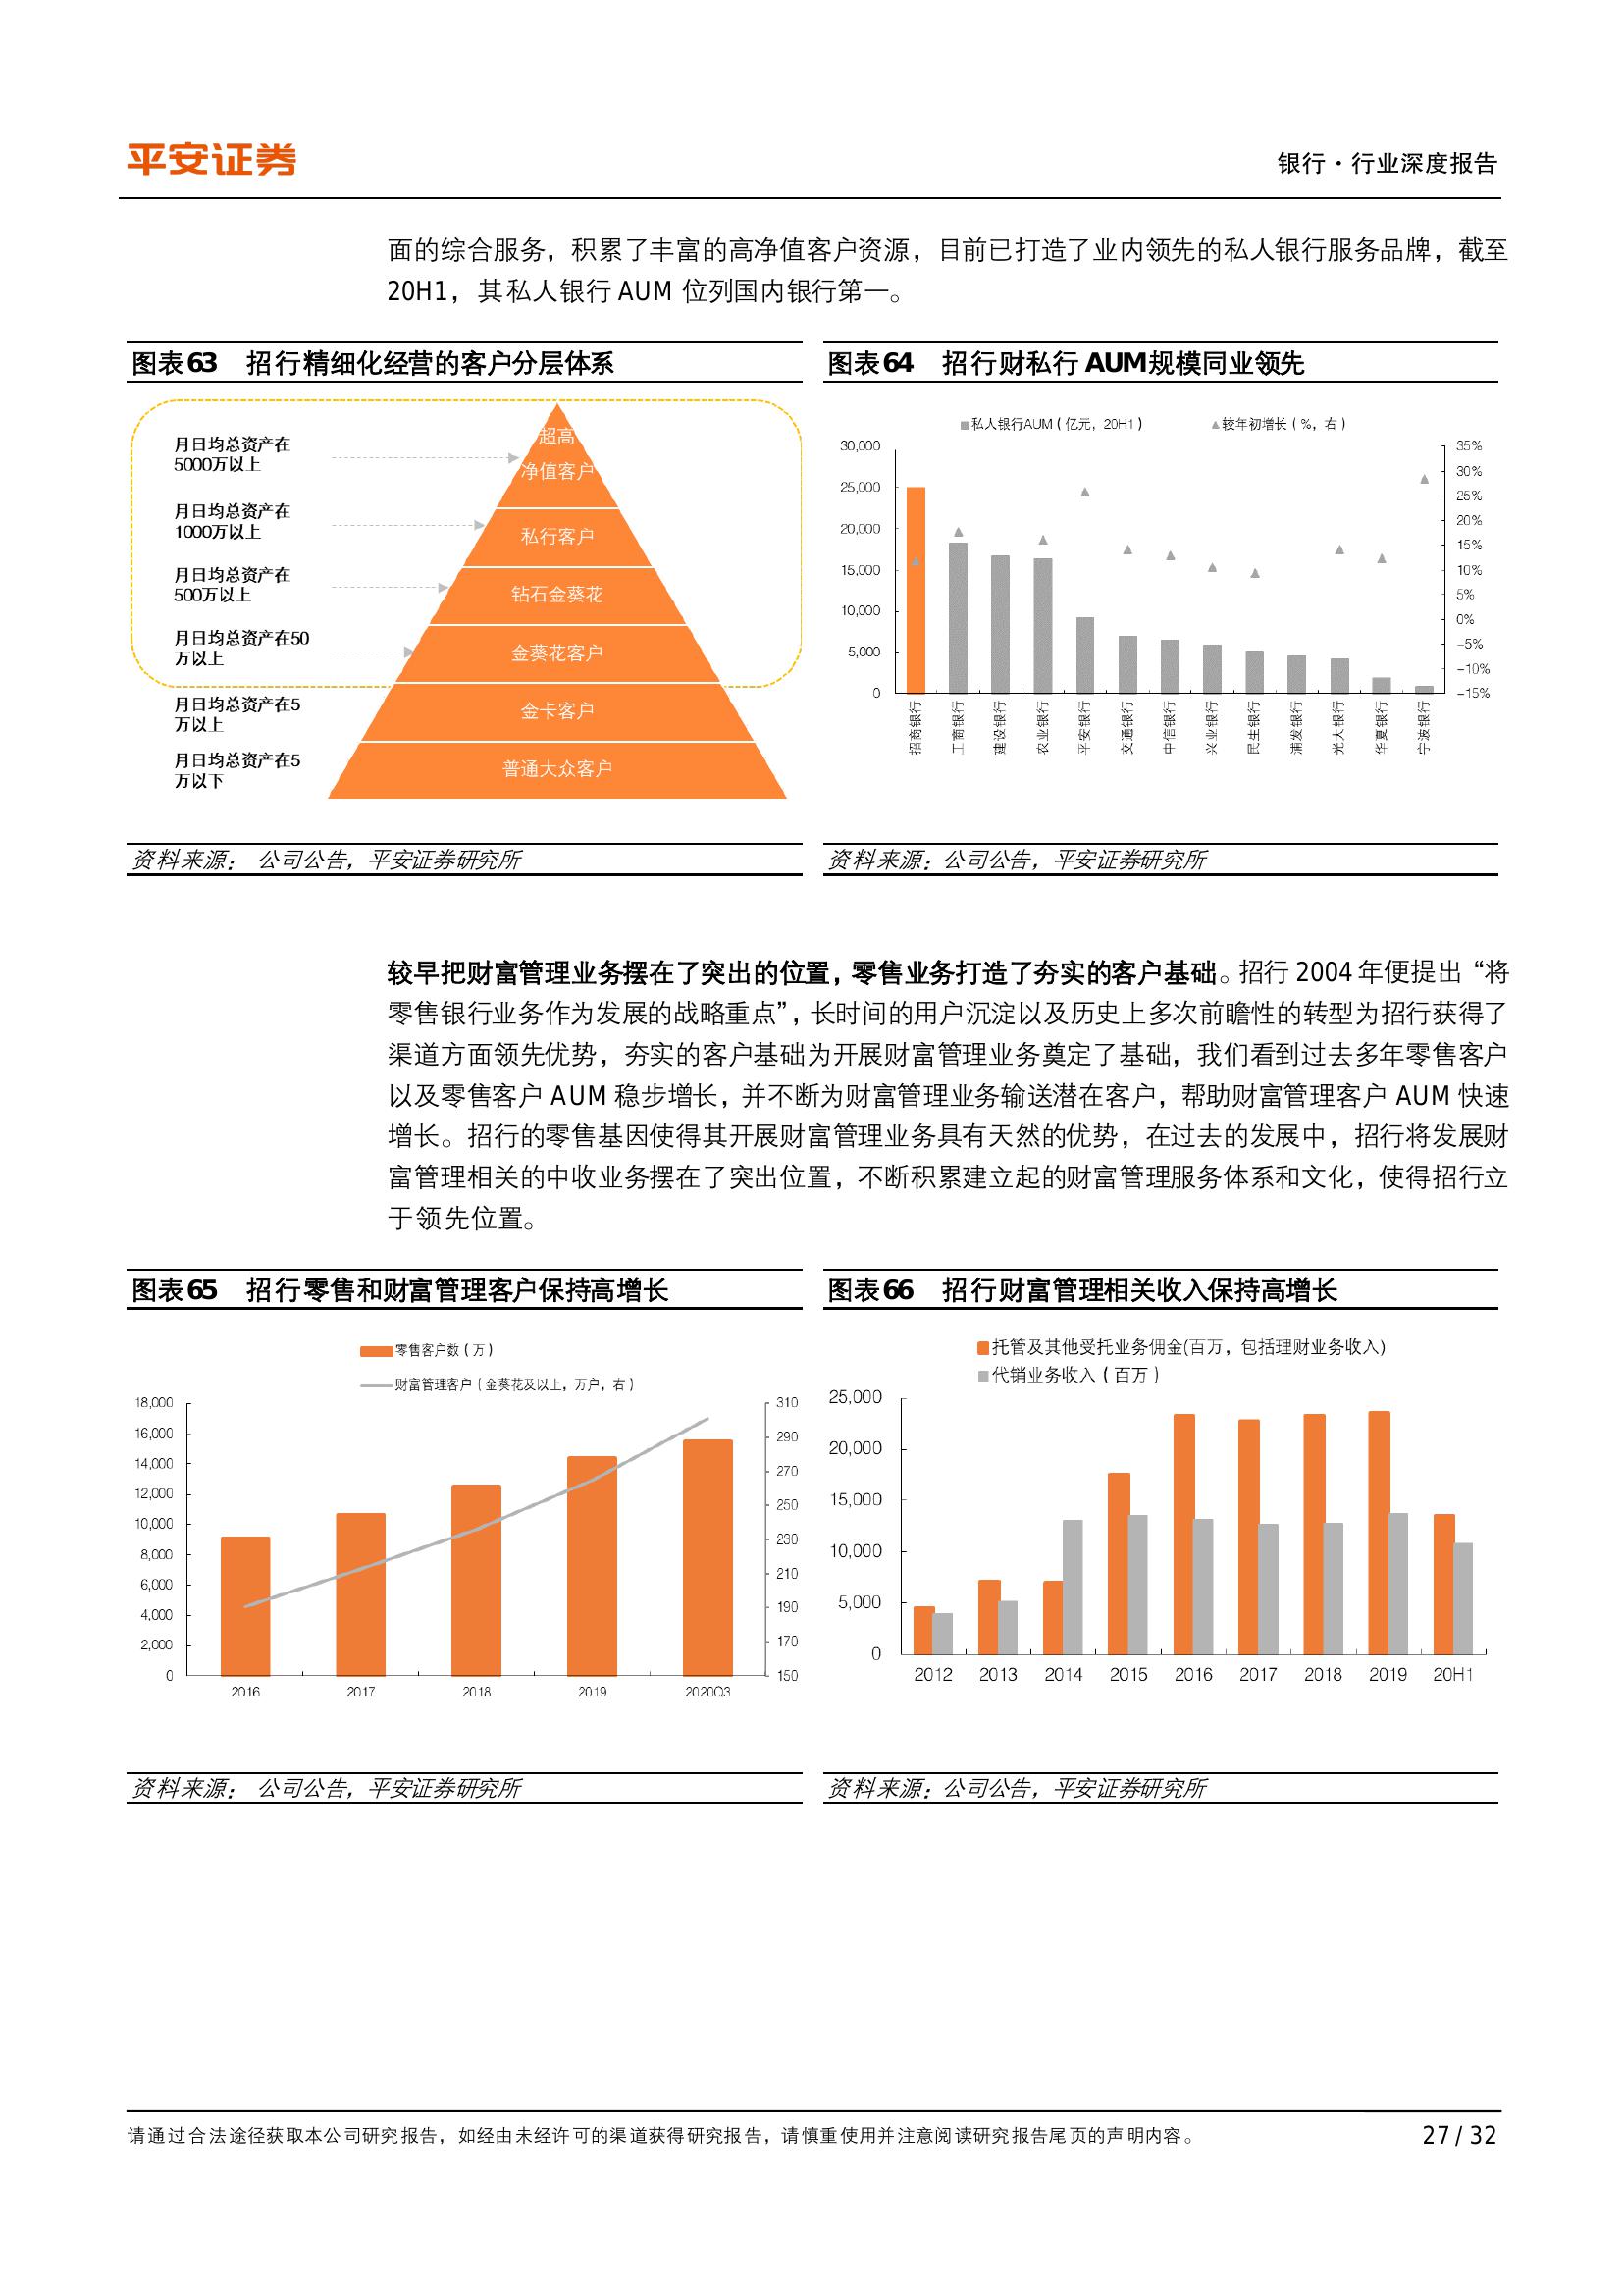 平安证券
银行·行业深度报告
面的综合服务，积累了丰富的高净值客户资源，目前已打造了业内领先的私人银行服务品牌，截至
20H1，其私人银行 AUM 位列国内银行第一。
图表63 招行精细化经营的客户分层体系
月日均总资产在
5000万以上
月日均总资产在
1000万以上
月日均总资产在
500万以上
月日均总资产在50
万以上
月日均总资产在5
万以上
月日均总资产在5
万以下
超高
净值客户
私行客户
钻石金葵花
金葵花客户
金卡客户
普通大众客户
资料来源： 公司公告，平安证券研究所
图表64 招行财私行 AUM规模同业领先
私人银行AUM（亿元，20H1） 较年初增长（%，右）
30,000
25,000
20,000
15,000
10,000
5,000
0
35%
30%
25%
20%
15%
10%
5%
0%
-5%
-10%
-15%
招商银行 工商银行 建设银行 农业银行 平安银行 交通银行 中信银行 兴业银行 民生银行 浦发银行 光大银行 华夏银行 宁波银行
资料来源：公司公告，平安证券研究所
较早把财富管理业务摆在了突出的位置，零售业务打造了夯实的客户基础。招行 2004 年便提出“将
零售银行业务作为发展的战略重点”，长时间的用户沉淀以及历史上多次前瞻性的转型为招行获得了
渠道方面领先优势，夯实的客户基础为开展财富管理业务奠定了基础，我们看到过去多年零售客户
以及零售客户 AUM 稳步增长，并不断为财富管理业务输送潜在客户，帮助财富管理客户 AUM 快速
增长。招行的零售基因使得其开展财富管理业务具有天然的优势，在过去的发展中，招行将发展财
富管理相关的中收业务摆在了突出位置，不断积累建立起的财富管理服务体系和文化，使得招行立
于领先位置。
图表65 招行零售和财富管理客户保持高增长
零售客户数（万）
财富管理客户（金葵花及以上，万户，右）
18,000
16,000
14,000
12,000
10,000
8,000
6,000
4,000
2,000
0
310
290
270
250
230
210
190
170
150
2016 2017 2018 2019 2020Q3
资料来源： 公司公告，平安证券研究所
图表66 招行财富管理相关收入保持高增长
托管及其他受托业务佣金(百万，包括理财业务收入)
代销业务收入（百万）
25,000
20,000
15,000
10,000
5,000
0
2012 2013 2014 2015 2016 2017 2018 2019 20H1
资料来源：公司公告，平安证券研究所
请通过合法途径获取本公司研究报告，如经由未经许可的渠道获得研究报告，请慎重使用并注意阅读研究报告尾页的声明内容。
27 / 32